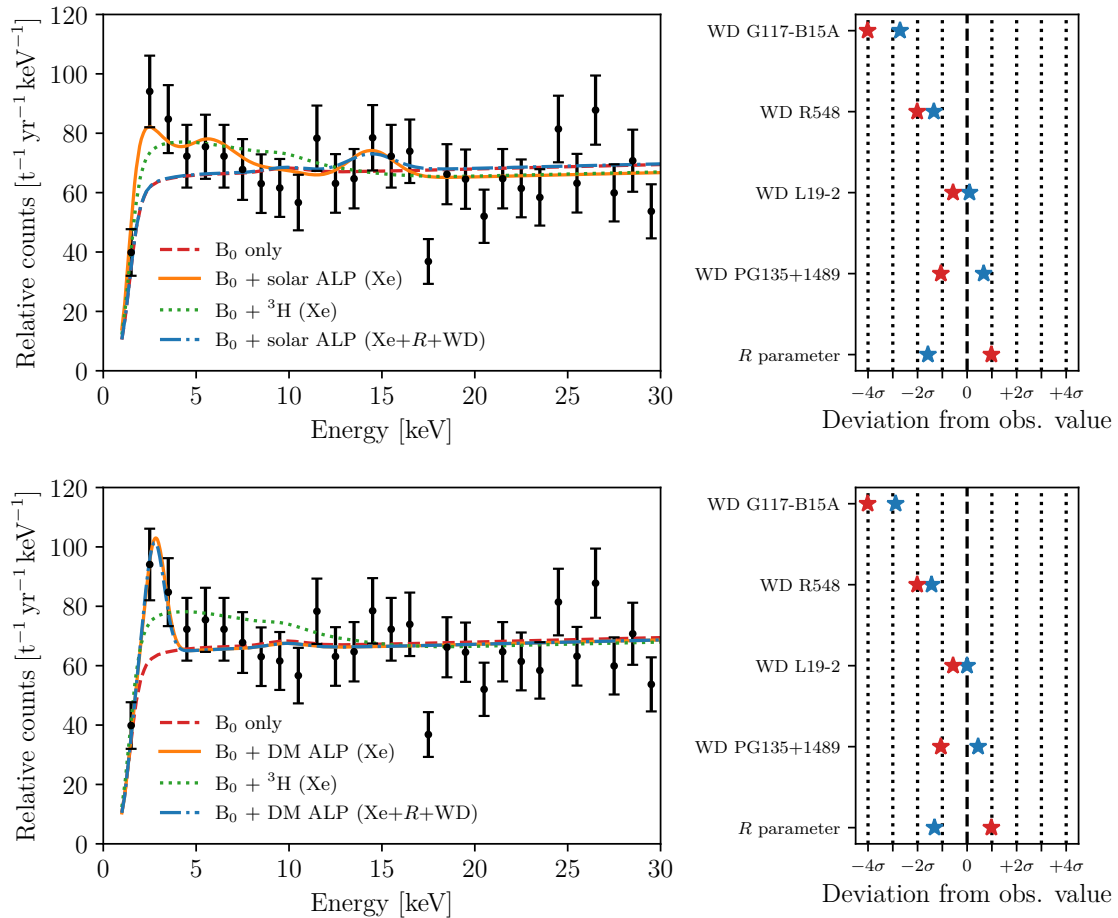 120
100
80
60
40
20
0
Relative counts [t⁻¹ yr⁻¹ keV⁻¹]
B₀ only
B₀ + solar ALP (Xe)
B₀ + ³H (Xe)
B₀ + solar ALP (Xe+R+WD)
0 5 10 15 20 25 30
Energy [keV]
WD G117-B15A
WD R548
WD L19-2
WD PG135+1489
R parameter
−4σ −2σ 0 +2σ +4σ
Deviation from obs. value
120
100
80
60
40
20
0
Relative counts [t⁻¹ yr⁻¹ keV⁻¹]
B₀ only
B₀ + DM ALP (Xe)
B₀ + ³H (Xe)
B₀ + DM ALP (Xe+R+WD)
0 5 10 15 20 25 30
Energy [keV]
WD G117-B15A
WD R548
WD L19-2
WD PG135+1489
R parameter
−4σ −2σ 0 +2σ +4σ
Deviation from obs. value